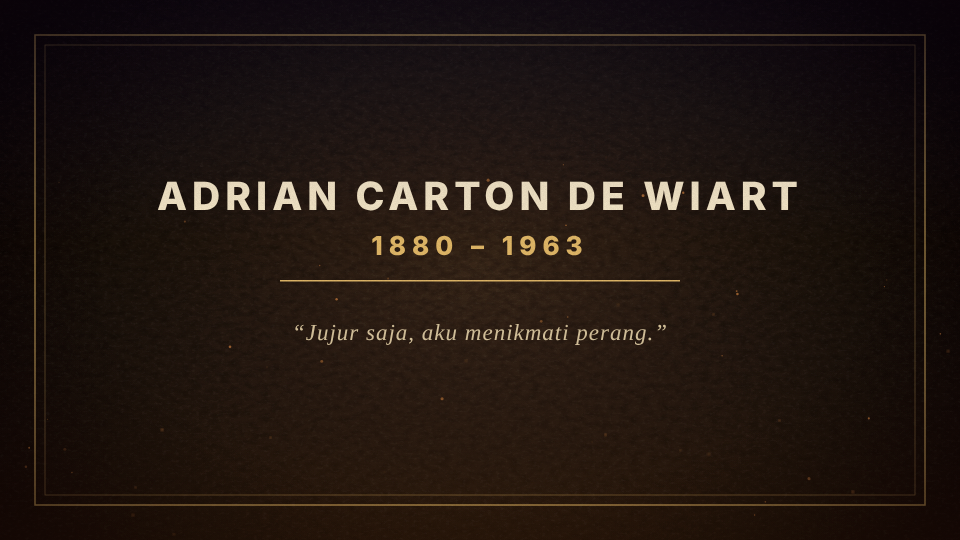 ADRIAN CARTON DE WIART
1880 – 1963
“Jujur saja, aku menikmati perang.”